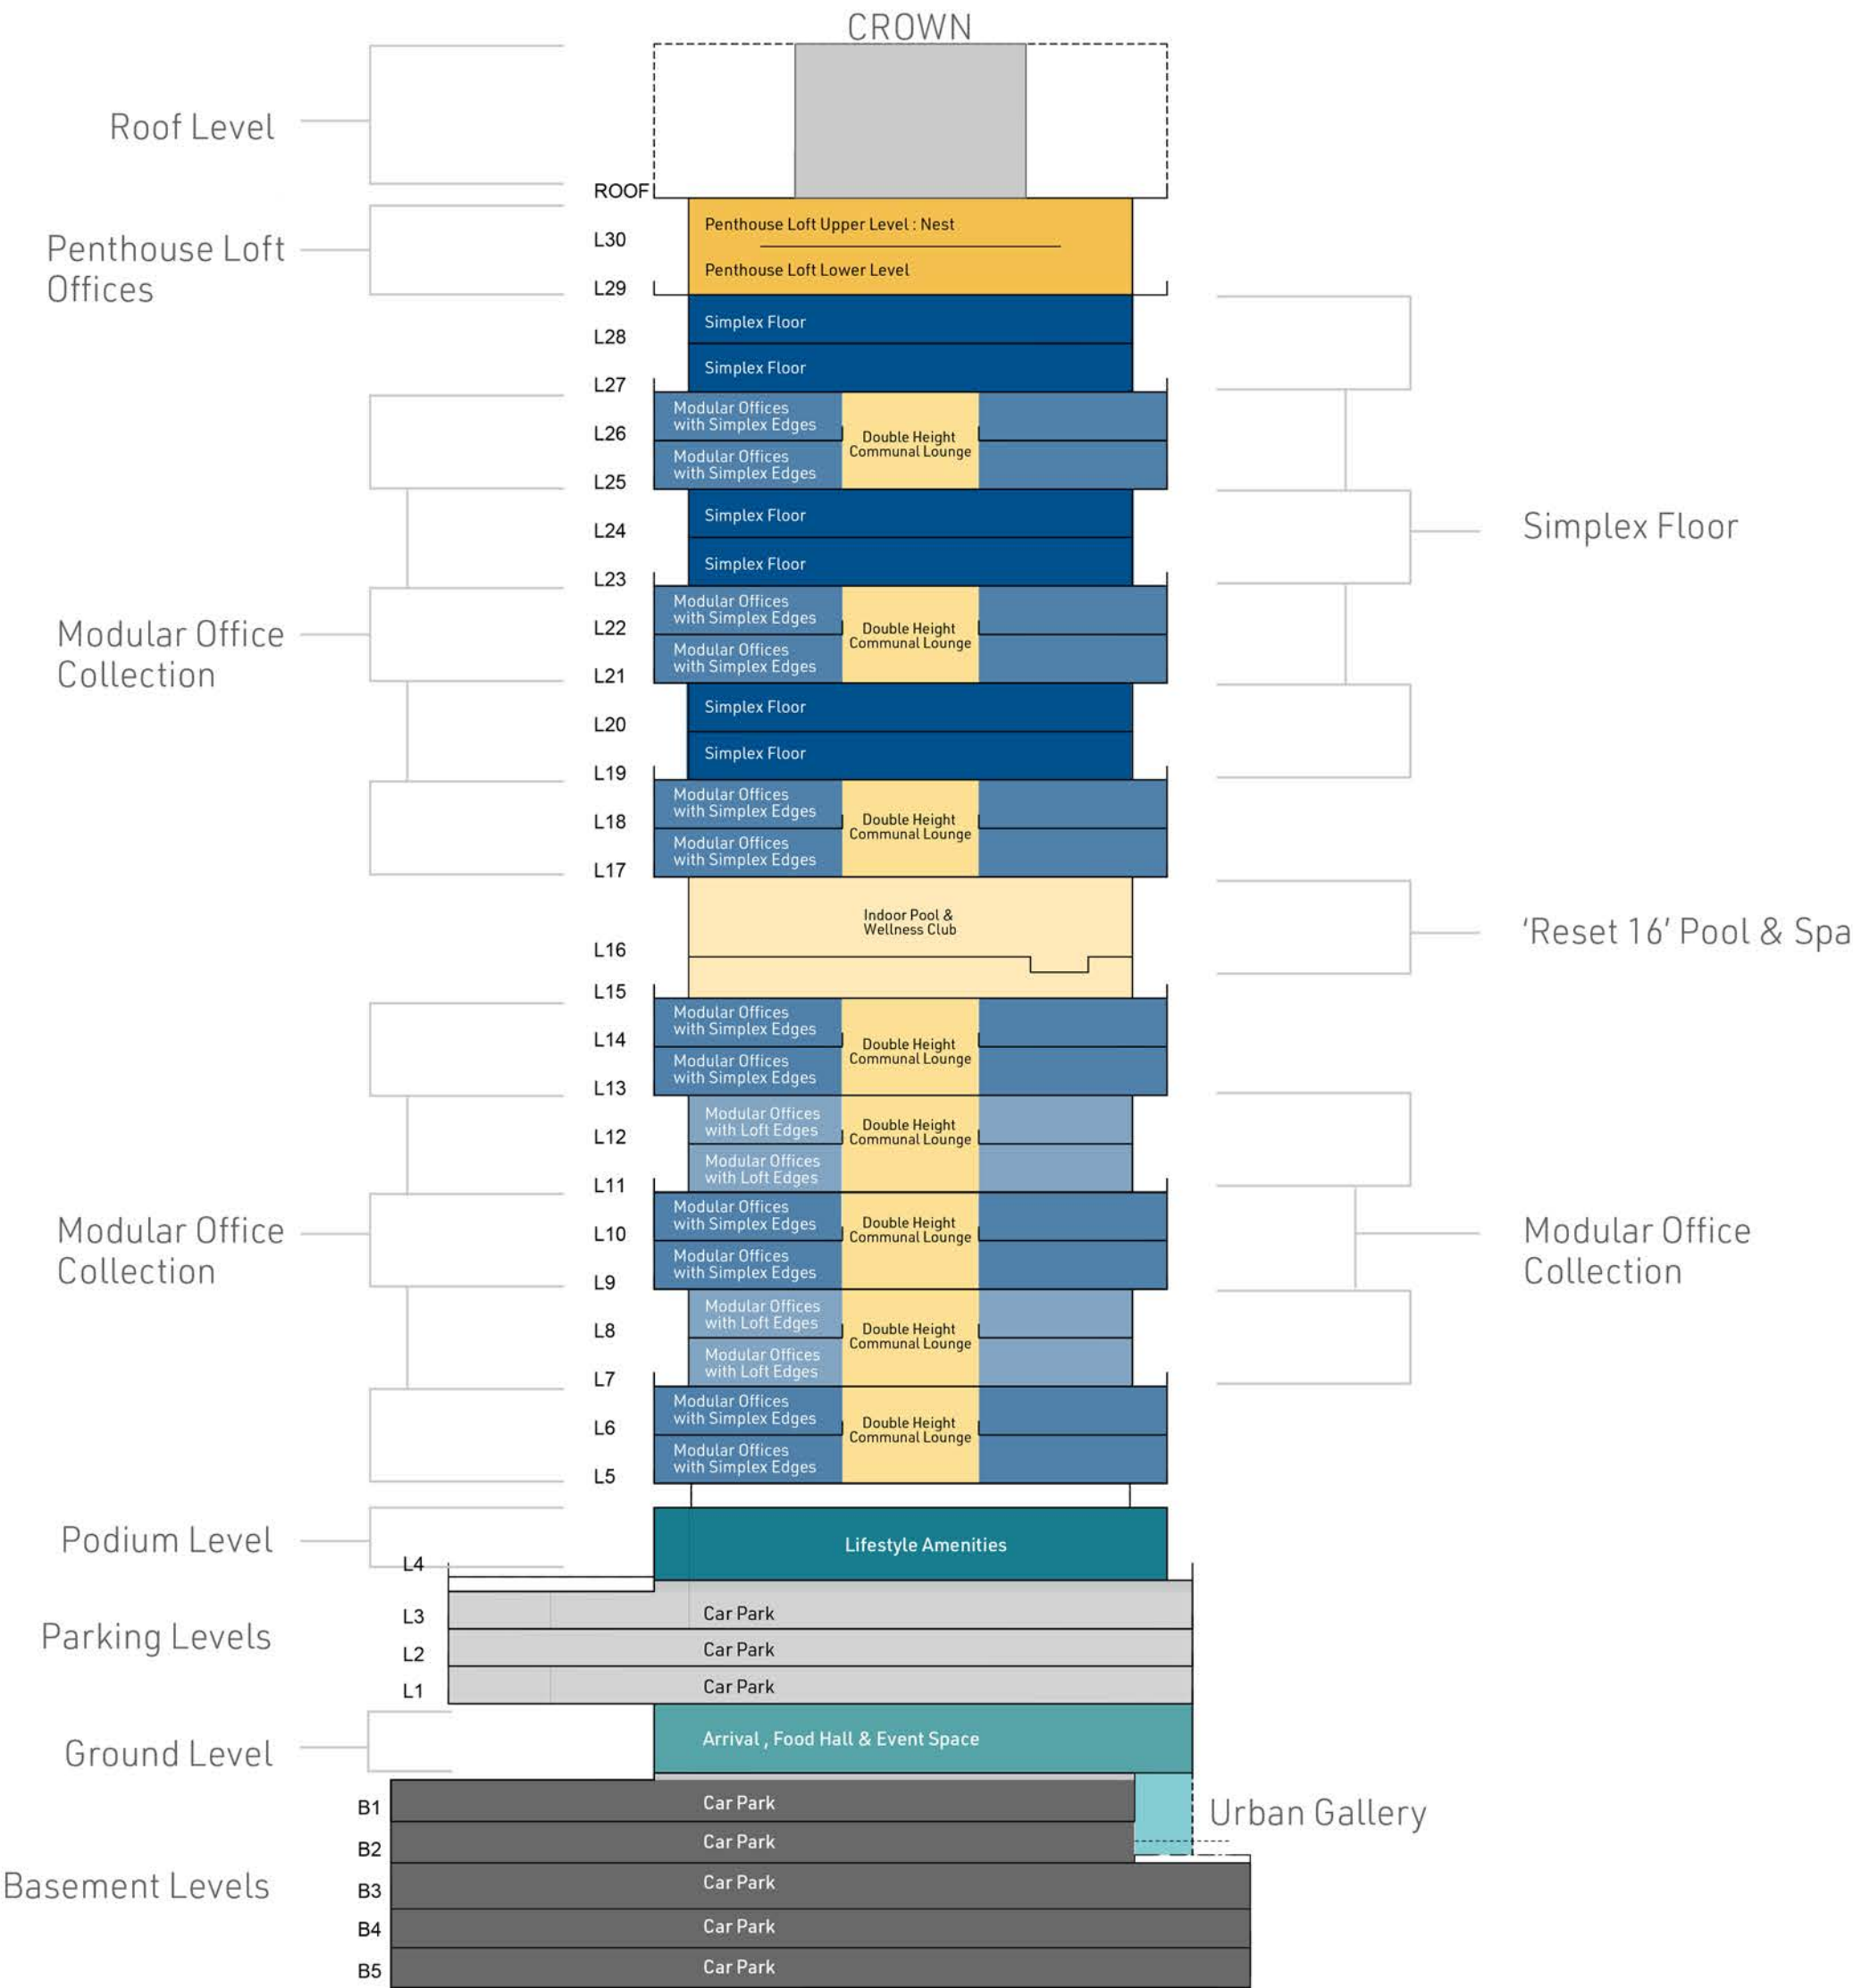 CROWN
Roof Level
ROOF
Penthouse Loft Upper Level : Nest
L30
Penthouse Loft
Offices
Penthouse Loft Lower Level
L29
Simplex Floor
L28
Simplex Floor
L27
Modular Offices
with Simplex Edges
L26
Double Height
Communal Lounge
Modular Offices
with Simplex Edges
L25
Simplex Floor
L24
Simplex Floor
Simplex Floor
L23
Modular Offices
with Simplex Edges
L22
Double Height
Communal Lounge
Modular Office
Collection
Modular Offices
with Simplex Edges
L21
Simplex Floor
L20
Simplex Floor
L19
Modular Offices
with Simplex Edges
L18
Double Height
Communal Lounge
Modular Offices
with Simplex Edges
L17
Indoor Pool &
Wellness Club
'Reset 16' Pool & Spa
L16
L15
Modular Offices
with Simplex Edges
L14
Double Height
Communal Lounge
Modular Offices
with Simplex Edges
L13
Modular Offices
with Loft Edges
L12
Double Height
Communal Lounge
Modular Offices
with Loft Edges
L11
Modular Offices
with Simplex Edges
L10
Double Height
Communal Lounge
Modular Office
Collection
Modular Office
Collection
Modular Offices
with Simplex Edges
L9
Modular Offices
with Loft Edges
L8
Double Height
Communal Lounge
Modular Offices
with Loft Edges
L7
Modular Offices
with Simplex Edges
L6
Double Height
Communal Lounge
Modular Offices
with Simplex Edges
L5
Podium Level
Lifestyle Amenities
L4
Parking Levels
L3
Car Park
L2
Car Park
L1
Car Park
Ground Level
Arrival , Food Hall & Event Space
B1
Car Park
Urban Gallery
B2
Car Park
Basement Levels
B3
Car Park
B4
Car Park
B5
Car Park